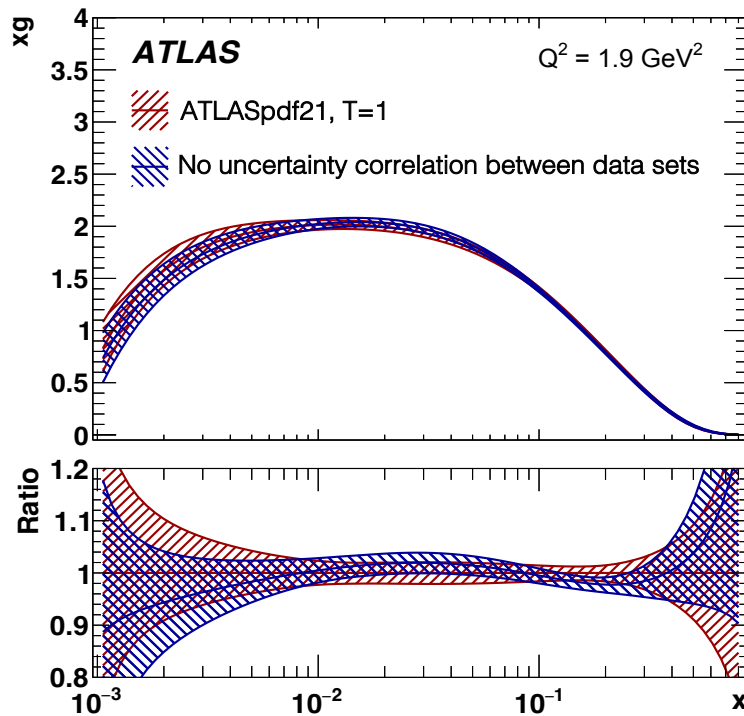 xg
4
3.5
3
2.5
2
1.5
1
0.5
0
ATLAS
Q² = 1.9 GeV²
ATLASpdf21, T=1
No uncertainty correlation between data sets
Ratio
1.2
1.1
1
0.9
0.8
10⁻³
10⁻²
10⁻¹
x